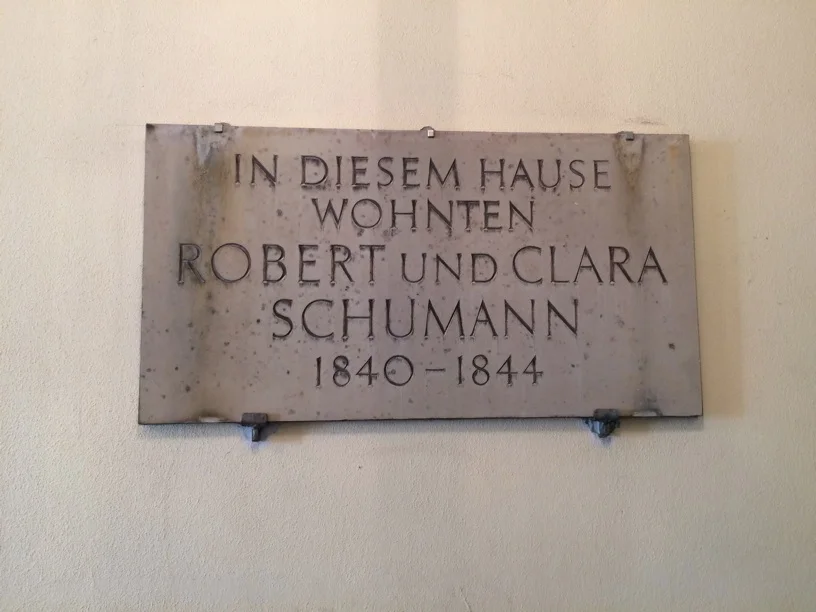 IN DIESEM HAUSE
WOHNTEN
ROBERT UND CLARA
SCHUMANN
1840–1844